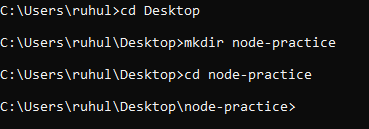 C:\Users\ruhul>cd Desktop
C:\Users\ruhul\Desktop>mkdir node-practice
C:\Users\ruhul\Desktop>cd node-practice
C:\Users\ruhul\Desktop\node-practice>